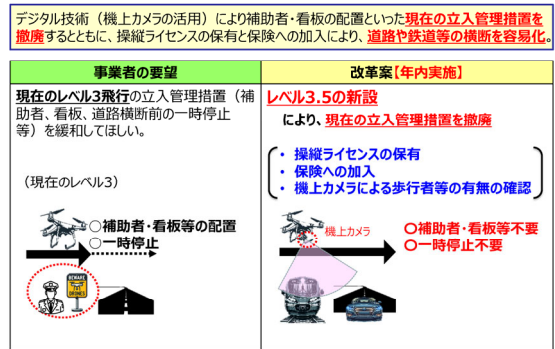 デジタル技術（機上カメラの活用）により補助者・看板の配置といった現在の立入管理措置を
撤廃するとともに、操縦ライセンスの保有と保険への加入により、道路や鉄道等の横断を容易化。
事業者の要望
現在のレベル3飛行の立入管理措置（補
助者、看板、道路横断前の一時停止
等）を緩和してほしい。
（現在のレベル3）
○補助者・看板等の配置
○一時停止
BEWARE
DRONES
改革案【年内実施】
レベル3.5の新設
により、現在の立入管理措置を撤廃
・ 操縦ライセンスの保有
・ 保険への加入
・ 機上カメラによる歩行者等の有無の確認
機上カメラ
○補助者・看板等不要
○一時停止不要